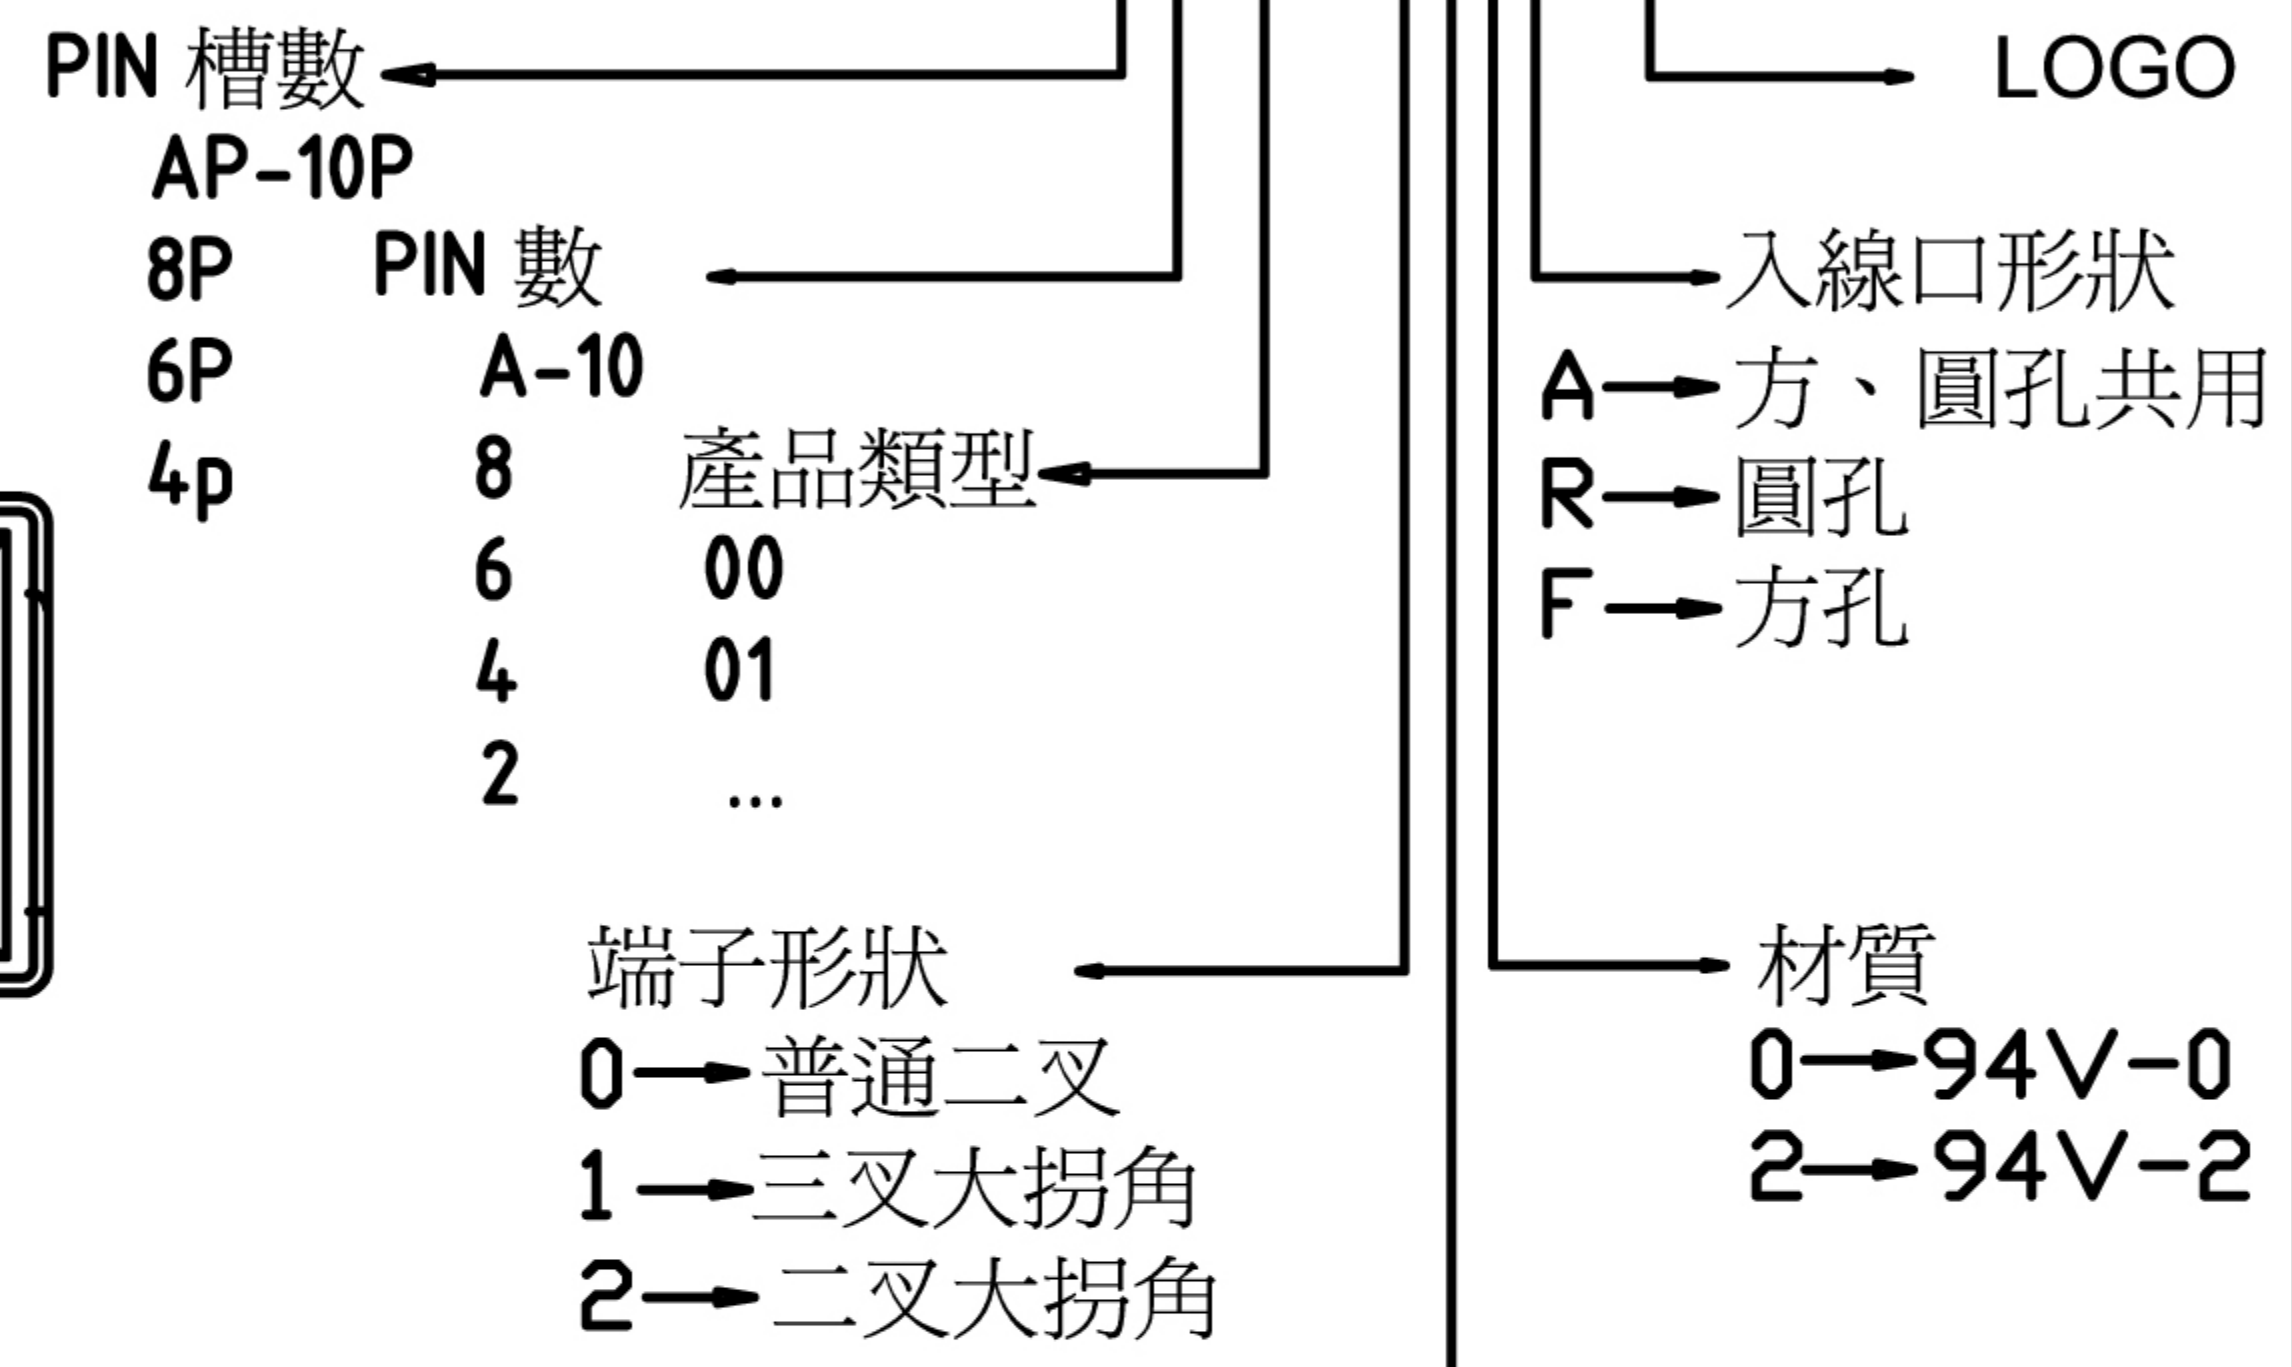 PIN 槽數
AP-10P
8P
6P
4p
PIN 數
A-10
8
6
4
2
產品類型
00
01
...
端子形狀
0→普通二叉
1→三叉大拐角
2→二叉大拐角
LOGO
入線口形狀
A→方、圓孔共用
R→圓孔
F→方孔
材質
0→94V-0
2→94V-2